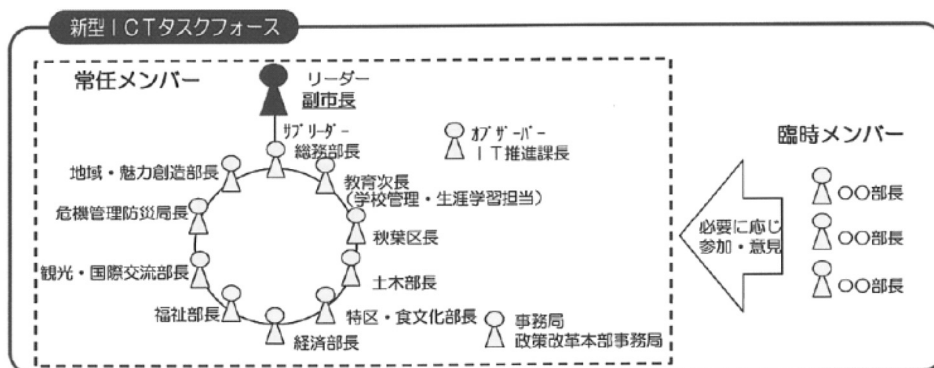 新型ICTタスクフォース
常任メンバー
リーダー
副市長
サブリーダー
総務部長
オブザーバー
IT推進課長
地域・魅力創造部長
教育次長
(学校管理・生涯学習担当)
危機管理防災局長
秋葉区長
観光・国際交流部長
土木部長
福祉部長
特区・食文化部長
経済部長
事務局
政策改革本部事務局
必要に応じ
参加・意見
臨時メンバー
○○部長
○○部長
○○部長